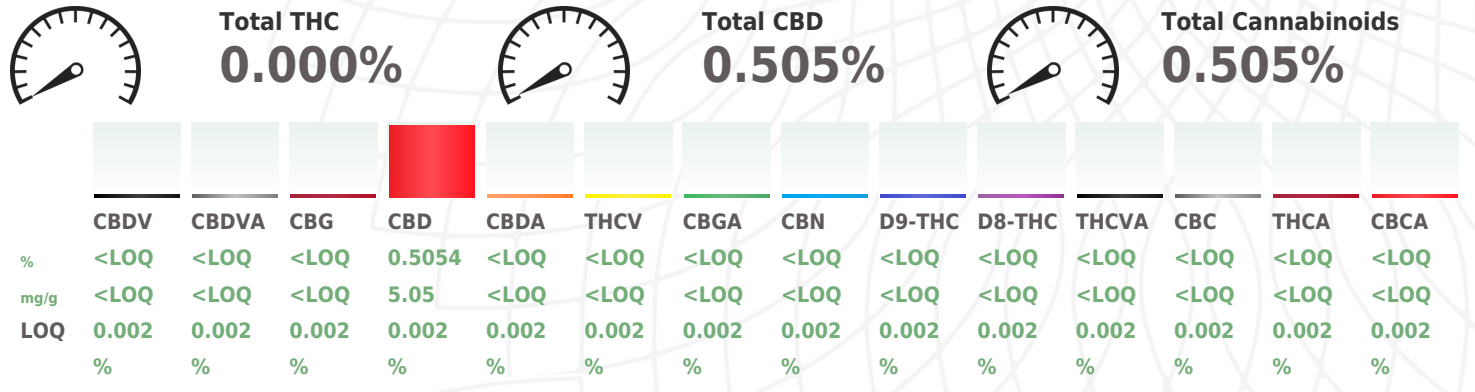 Total THC Total CBD Total Cannabinoids
0.000% 0.505% 0.505%
CBDV CBDVA CBG CBD CBDA THCV CBGA CBN D9-THC D8-THC THCVA CBC THCA CBCA
% <LOQ <LOQ <LOQ 0.5054 <LOQ <LOQ <LOQ <LOQ <LOQ <LOQ <LOQ <LOQ <LOQ <LOQ
mg/g <LOQ <LOQ <LOQ 5.05 <LOQ <LOQ <LOQ <LOQ <LOQ <LOQ <LOQ <LOQ <LOQ <LOQ
LOQ 0.002 0.002 0.002 0.002 0.002 0.002 0.002 0.002 0.002 0.002 0.002 0.002 0.002 0.002
% % % % % % % % % % % % % %